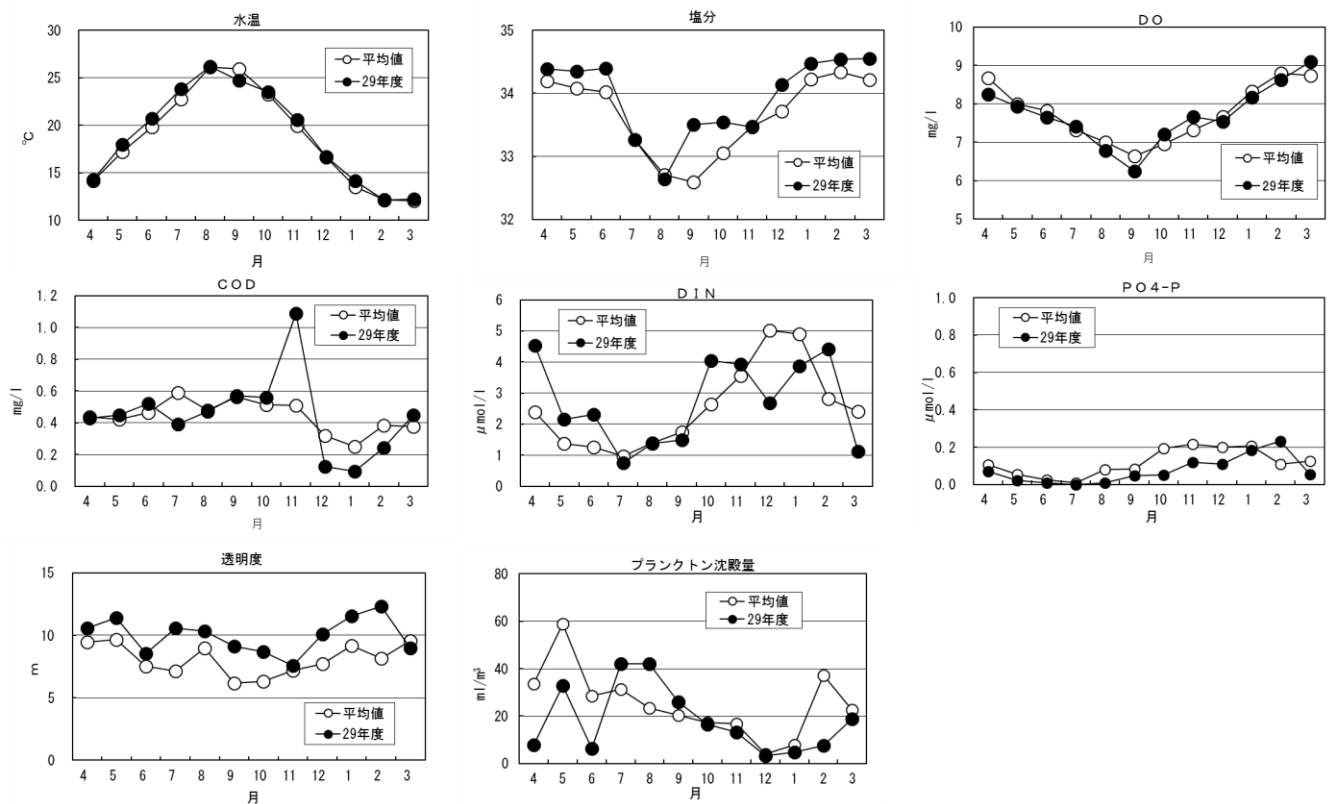 水温
30
25
20
15
10
℃
平均値
29年度
4 5 6 7 8 9 10 11 12 1 2 3
月
塩分
35
34
33
32
平均値
29年度
4 5 6 7 8 9 10 11 12 1 2 3
月
DO
10
9
8
7
6
5
mg/l
平均値
29年度
4 5 6 7 8 9 10 11 12 1 2 3
月
COD
1.2
1.0
0.8
0.6
0.4
0.2
0.0
mg/l
平均値
29年度
4 5 6 7 8 9 10 11 12 1 2 3
月
DIN
6
5
4
3
2
1
0
μmol/l
平均値
29年度
4 5 6 7 8 9 10 11 12 1 2 3
月
PO4-P
1.0
0.8
0.6
0.4
0.2
0.0
μmol/l
平均値
29年度
4 5 6 7 8 9 10 11 12 1 2 3
月
透明度
15
10
5
0
m
平均値
29年度
4 5 6 7 8 9 10 11 12 1 2 3
月
プランクトン沈殿量
80
60
40
20
0
ml/m³
平均値
29年度
4 5 6 7 8 9 10 11 12 1 2 3
月